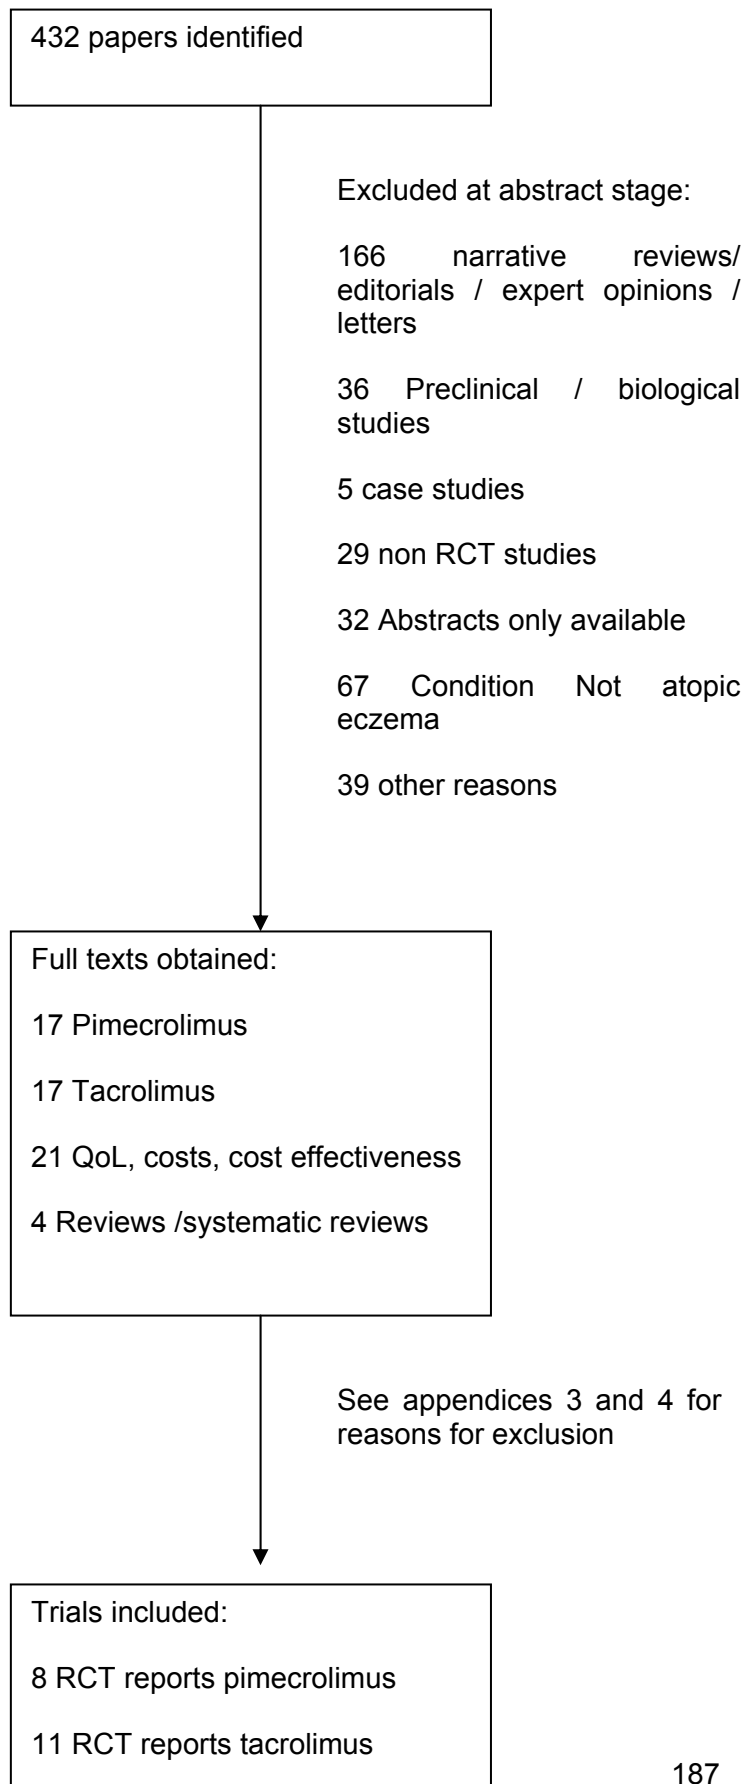 432 papers identified
Excluded at abstract stage:
166 narrative reviews/
editorials / expert opinions /
letters
36 Preclinical / biological
studies
5 case studies
29 non RCT studies
32 Abstracts only available
67 Condition Not atopic
eczema
39 other reasons
Full texts obtained:
17 Pimecrolimus
17 Tacrolimus
21 QoL, costs, cost effectiveness
4 Reviews /systematic reviews
See appendices 3 and 4 for
reasons for exclusion
Trials included:
8 RCT reports pimecrolimus
11 RCT reports tacrolimus
187